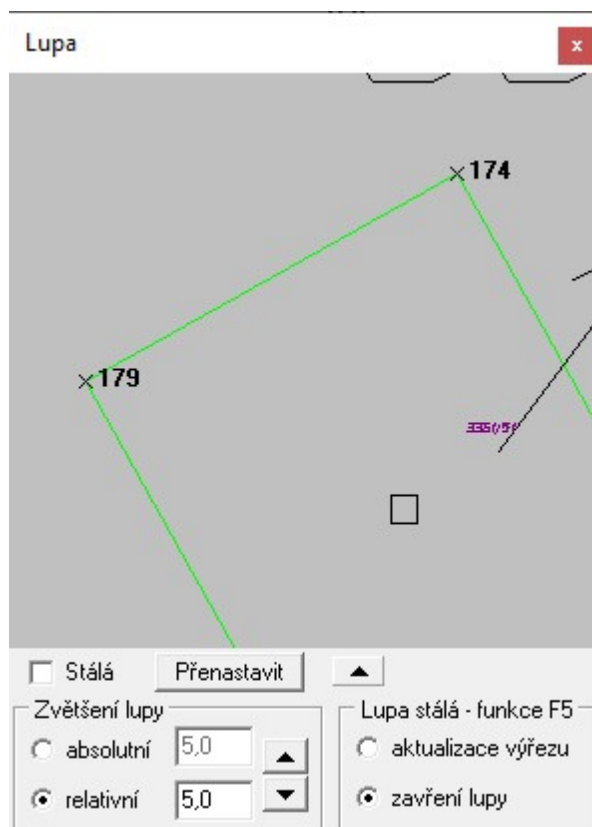 Lupa
x
174
179
Stálá
Přenastavit
Zvětšení lupy
absolutní 5,0
relativní 5,0
Lupa stálá - funkce F5
aktualizace výřezu
zavření lupy